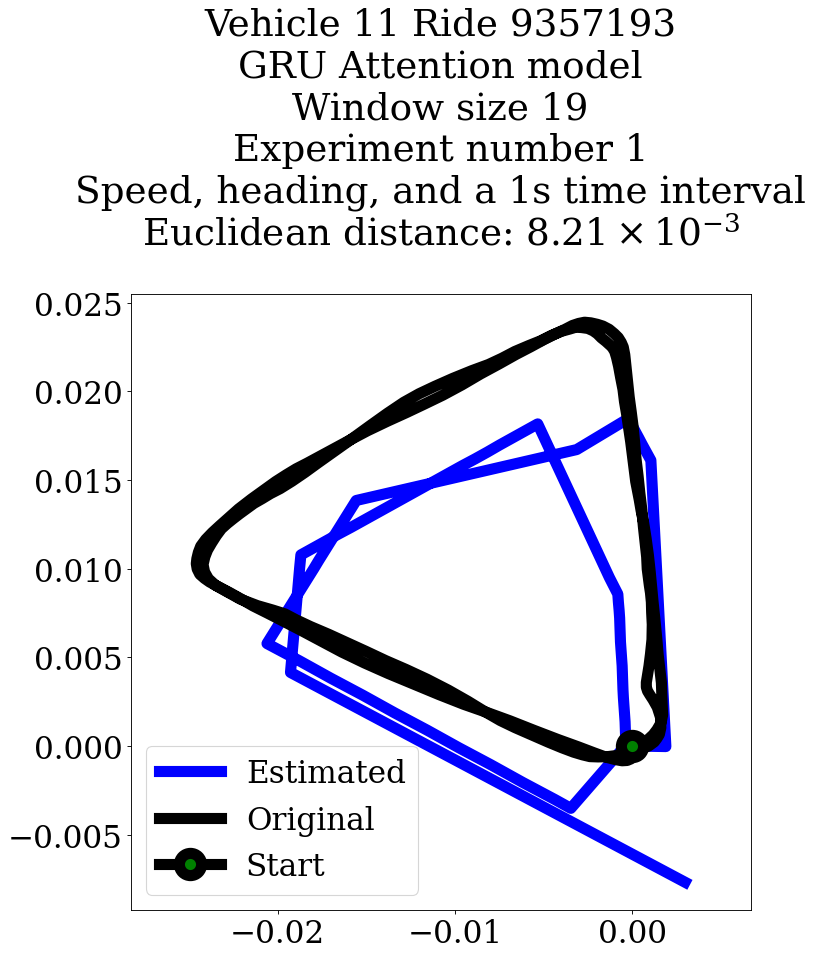 Vehicle 11 Ride 9357193
GRU Attention model
Window size 19
Experiment number 1
Speed, heading, and a 1s time interval
Euclidean distance: 8.21 × 10⁻³
0.025
0.020
0.015
0.010
0.005
0.000
−0.005
Estimated
Original
Start
−0.02 −0.01 0.00